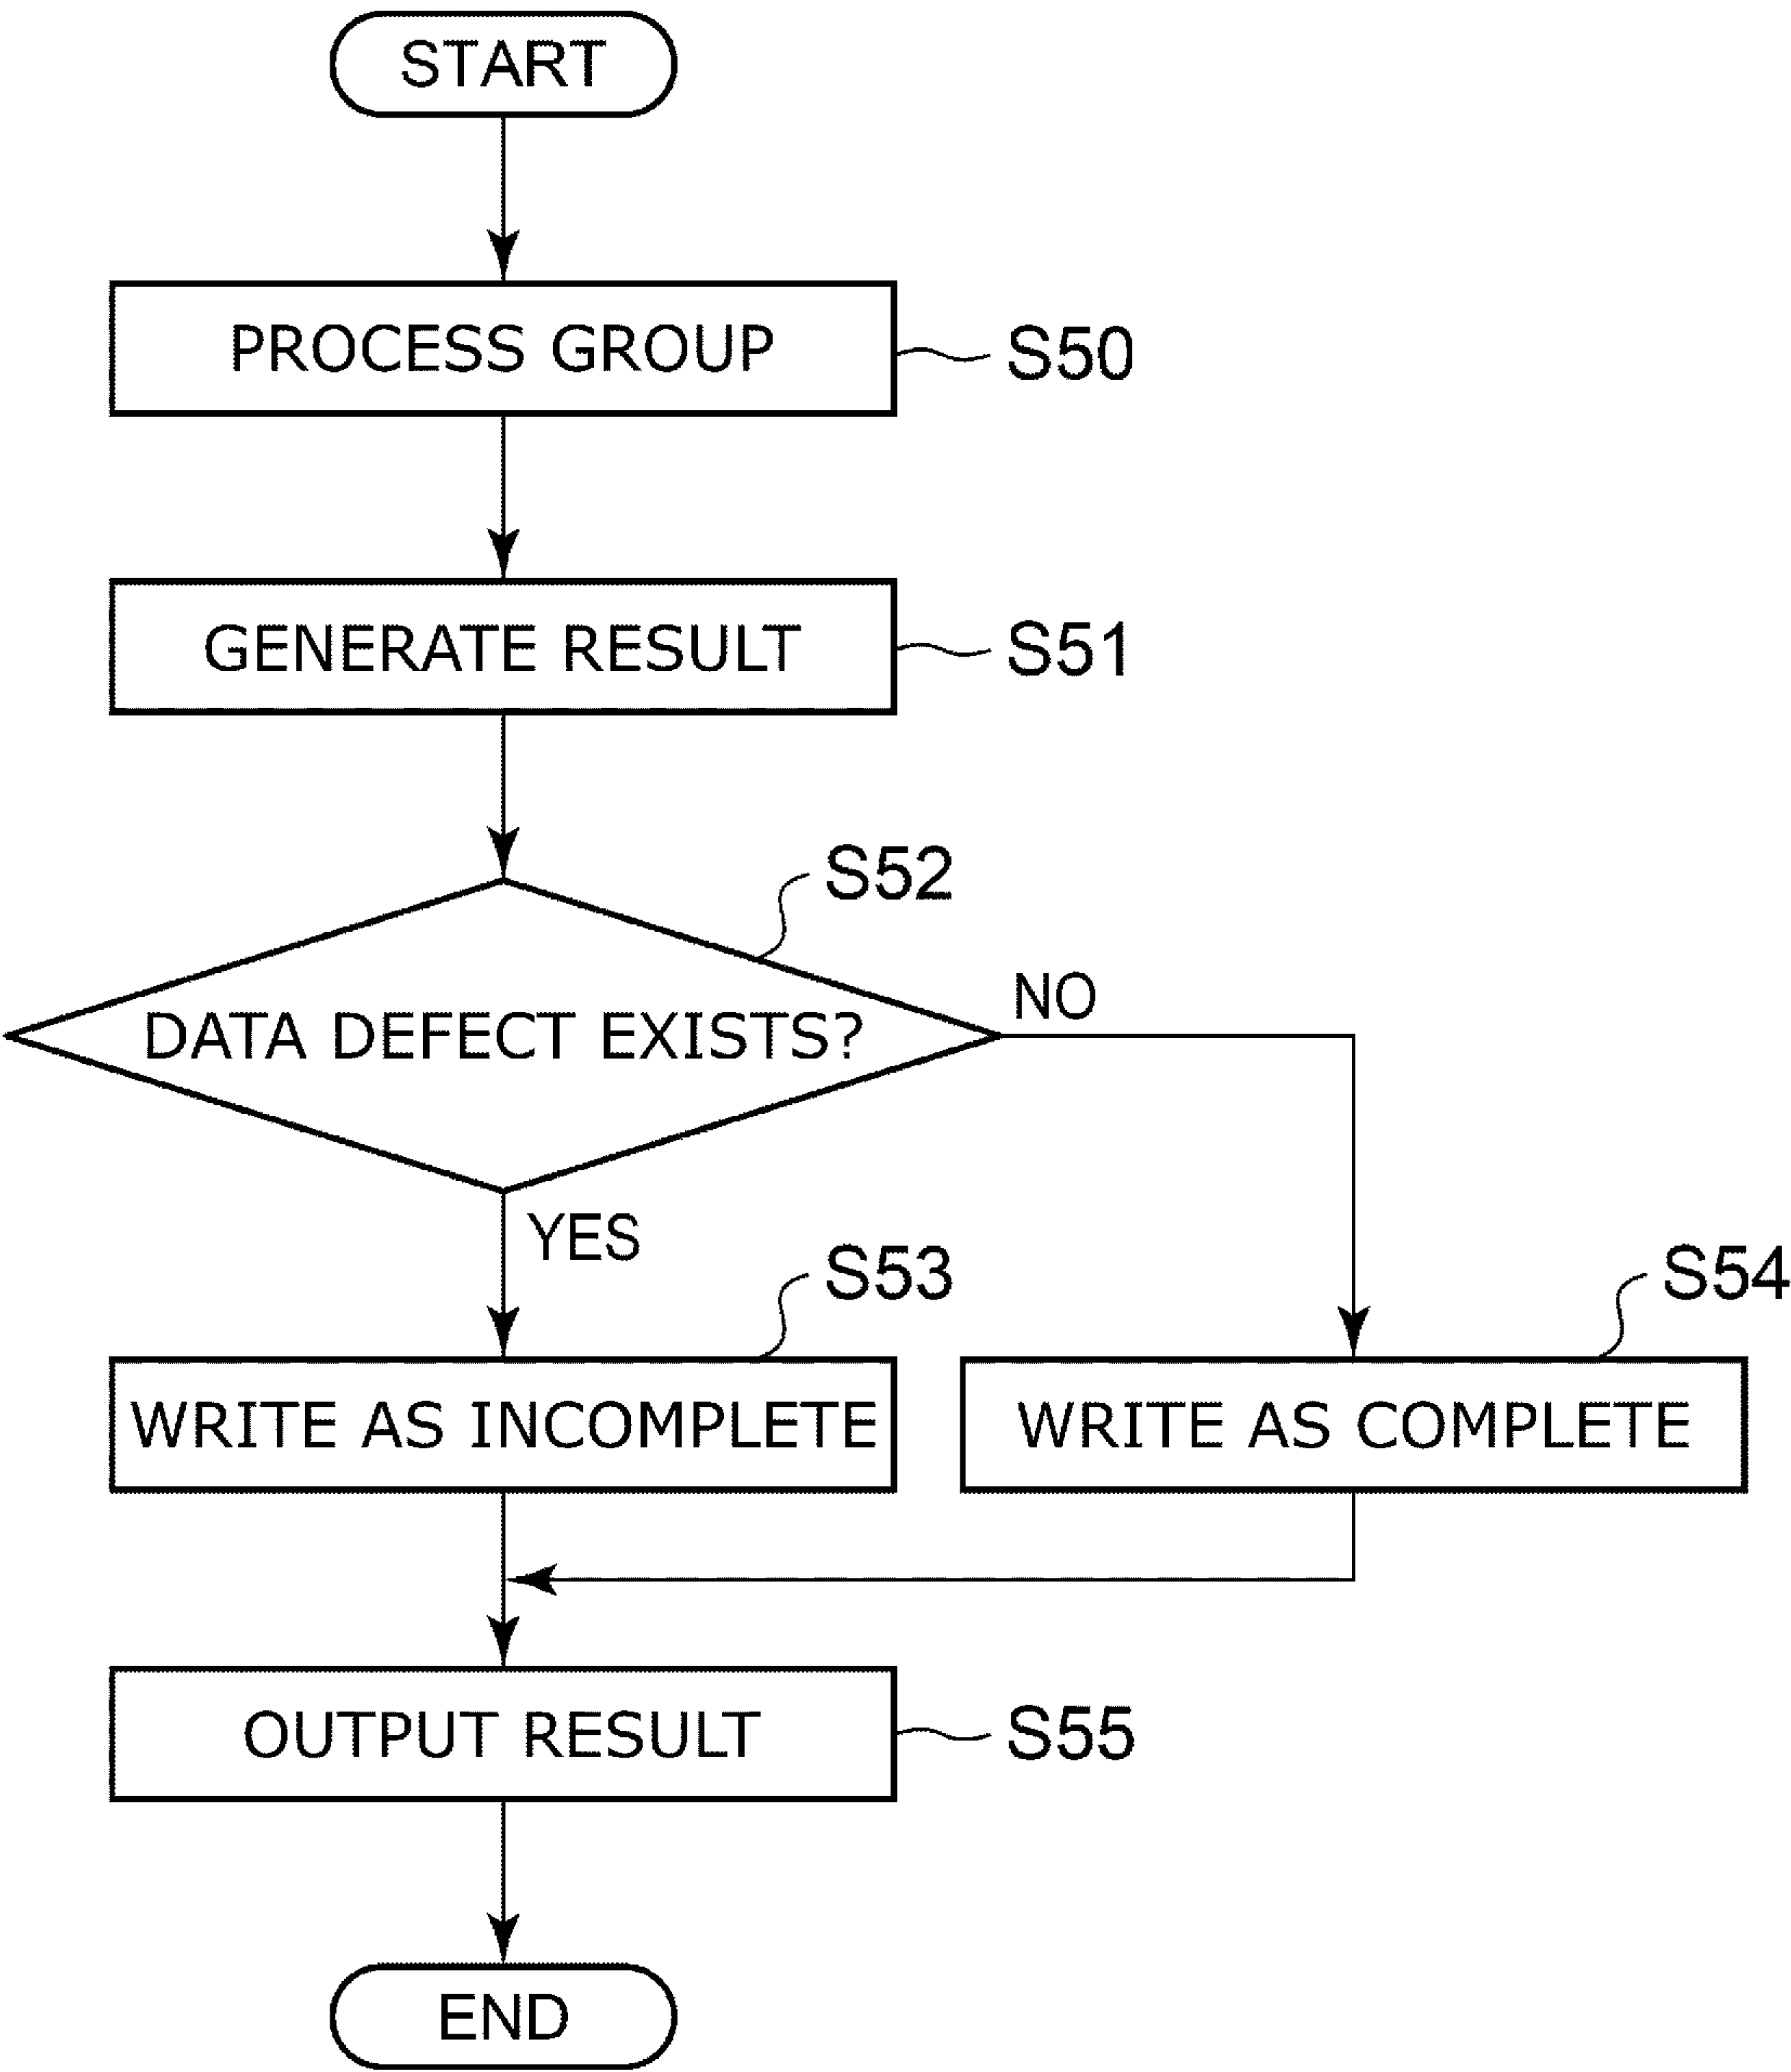 START
PROCESS GROUP
S50
GENERATE RESULT
S51
S52
DATA DEFECT EXISTS?
NO
YES
S53
S54
WRITE AS INCOMPLETE
WRITE AS COMPLETE
OUTPUT RESULT
S55
END